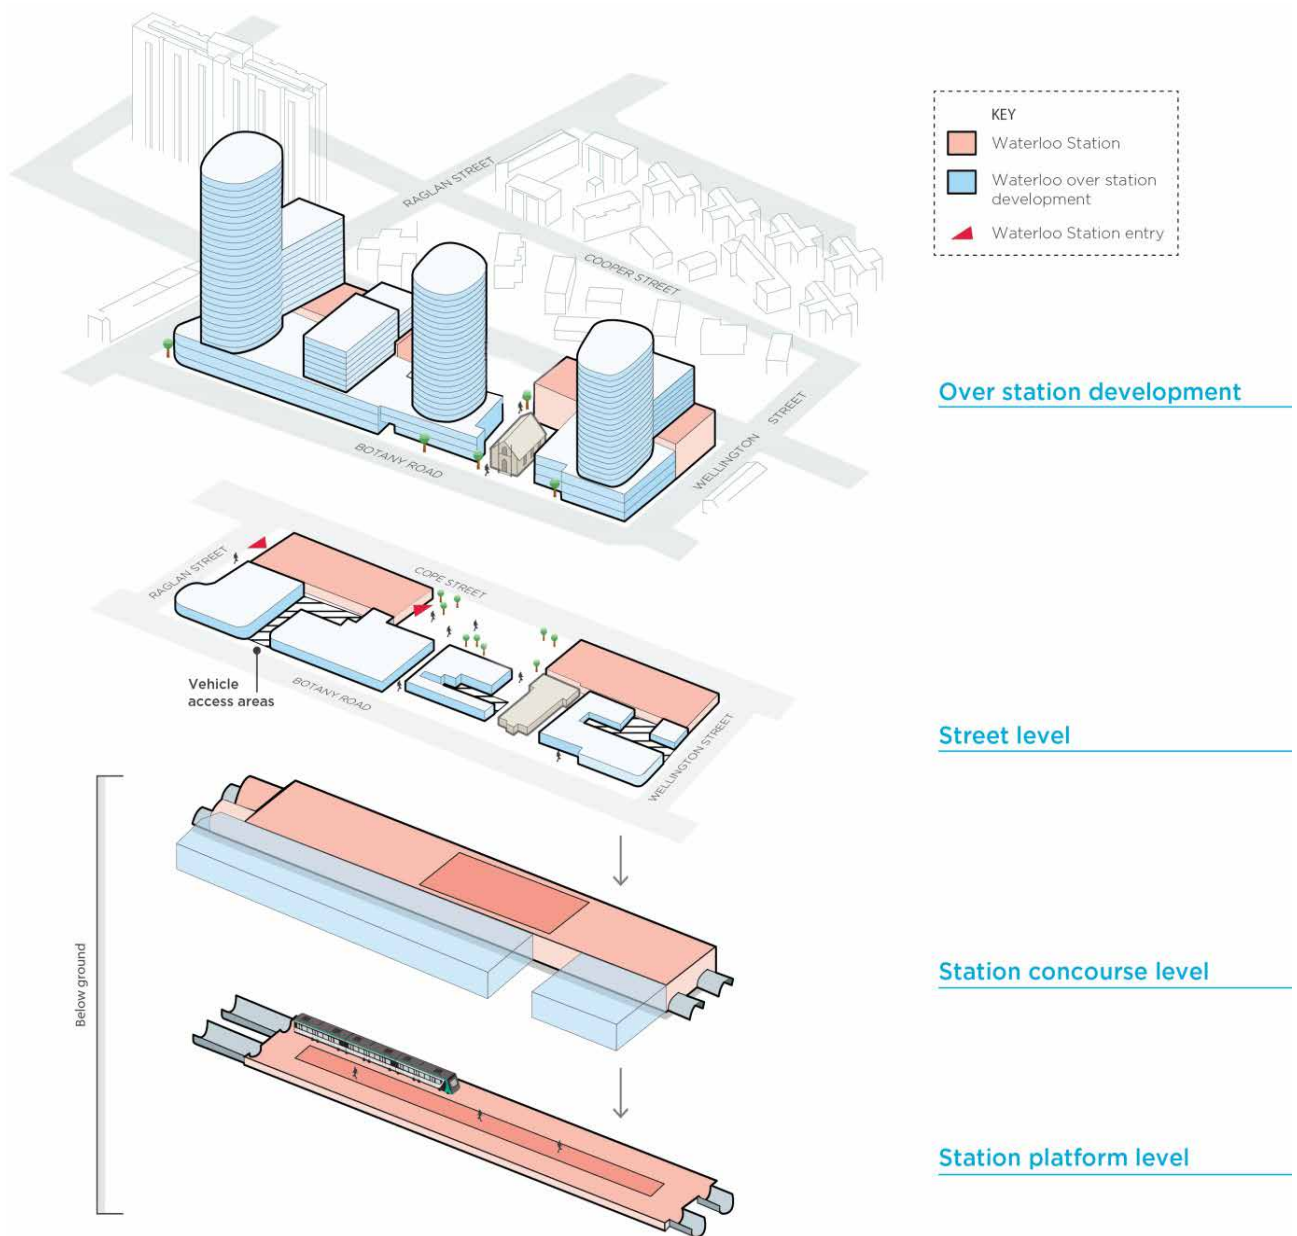 KEY
Waterloo Station
Waterloo over station
development
Waterloo Station entry
RAGLAN STREET
COOPER STREET
WELLINGTON STREET
BOTANY ROAD
Over station development
RAGLAN STREET
COPE STREET
Vehicle
access areas
BOTANY ROAD
WELLINGTON STREET
Street level
Below ground
Station concourse level
Station platform level